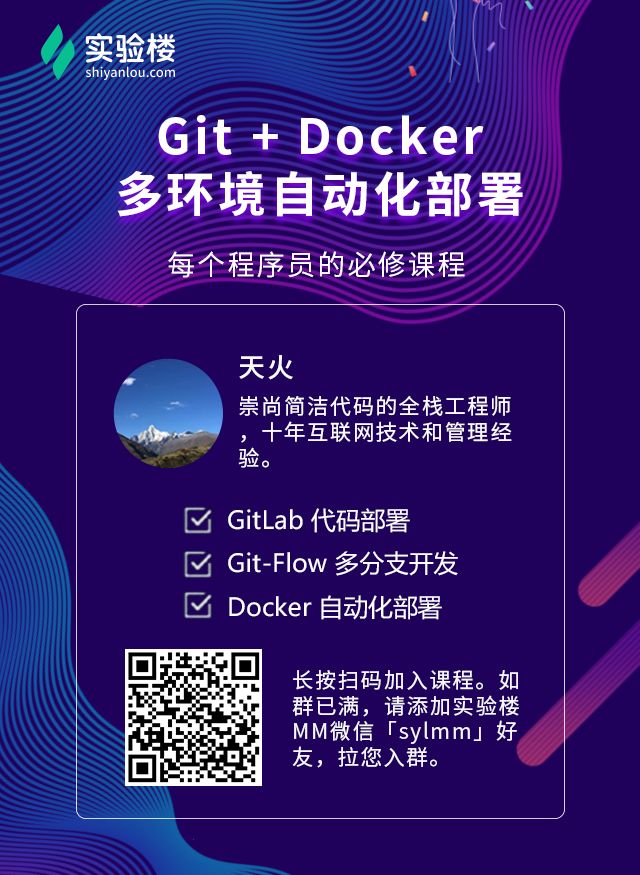 实验楼
shiyanlou.com
Git + Docker
多环境自动化部署
每个程序员的必修课程
天火
崇尚简洁代码的全栈工程师
，十年互联网技术和管理经
验。
GitLab 代码部署
Git-Flow 多分支开发
Docker 自动化部署
长按扫码加入课程。如
群已满，请添加实验楼
MM微信「sylmm」好
友，拉您入群。